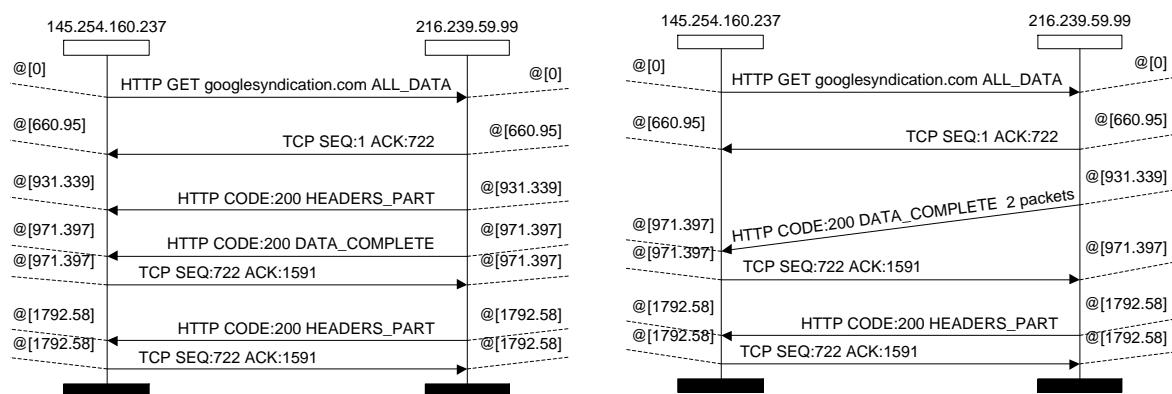 145.254.160.237
216.239.59.99
@[0]
@[0]
HTTP GET googlesyndication.com ALL_DATA
@[660.95]
@[660.95]
TCP SEQ:1 ACK:722
@[931.339]
@[931.339]
HTTP CODE:200 HEADERS_PART
@[971.397]
@[971.397]
HTTP CODE:200 DATA_COMPLETE
@[971.397]
@[971.397]
TCP SEQ:722 ACK:1591
@[1792.58]
@[1792.58]
HTTP CODE:200 HEADERS_PART
@[1792.58]
@[1792.58]
TCP SEQ:722 ACK:1591
145.254.160.237
216.239.59.99
@[0]
@[0]
HTTP GET googlesyndication.com ALL_DATA
@[660.95]
@[660.95]
TCP SEQ:1 ACK:722
@[931.339]
HTTP CODE:200 DATA_COMPLETE 2 packets
@[971.397]
@[971.397]
@[971.397]
TCP SEQ:722 ACK:1591
@[1792.58]
@[1792.58]
HTTP CODE:200 HEADERS_PART
@[1792.58]
@[1792.58]
TCP SEQ:722 ACK:1591